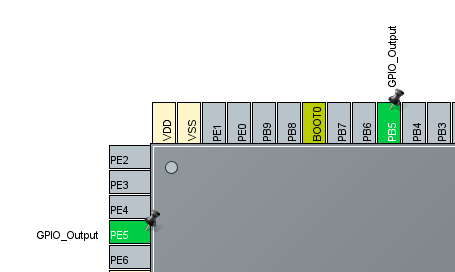 GPIO_Output
VDD
VSS
PE1
PE0
PB9
PB8
BOOT0
PB7
PB6
PB5
PB4
PB3
PE2
PE3
PE4
GPIO_Output PE5
PE6